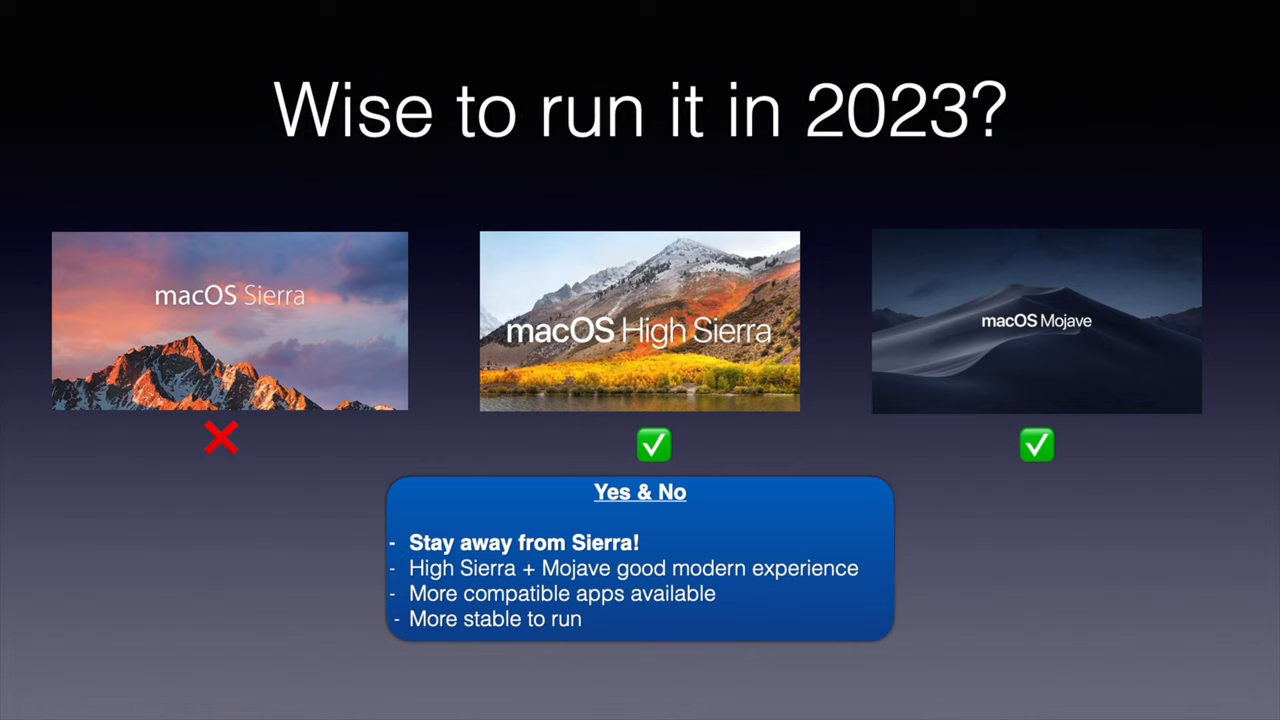 Wise to run it in 2023?
macOS Sierra
macOS High Sierra
macOS Mojave
Yes & No
- Stay away from Sierra!
- High Sierra + Mojave good modern experience
- More compatible apps available
- More stable to run